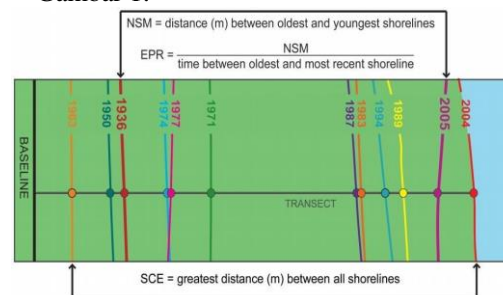 Gambar 1.
NSM = distance (m) between oldest and youngest shorelines
EPR = NSM
time between oldest and most recent shoreline
BASELINE
1963
1950
1936
1974
1977
1971
1987
1983
1994
1989
2005
2004
TRANSECT
SCE = greatest distance (m) between all shorelines